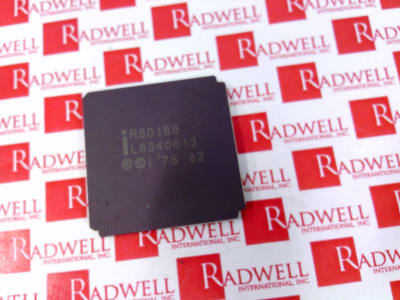 i R80188
L8340613
© M i '78 '82
R RADWELL
INTERNATIONAL, INC.